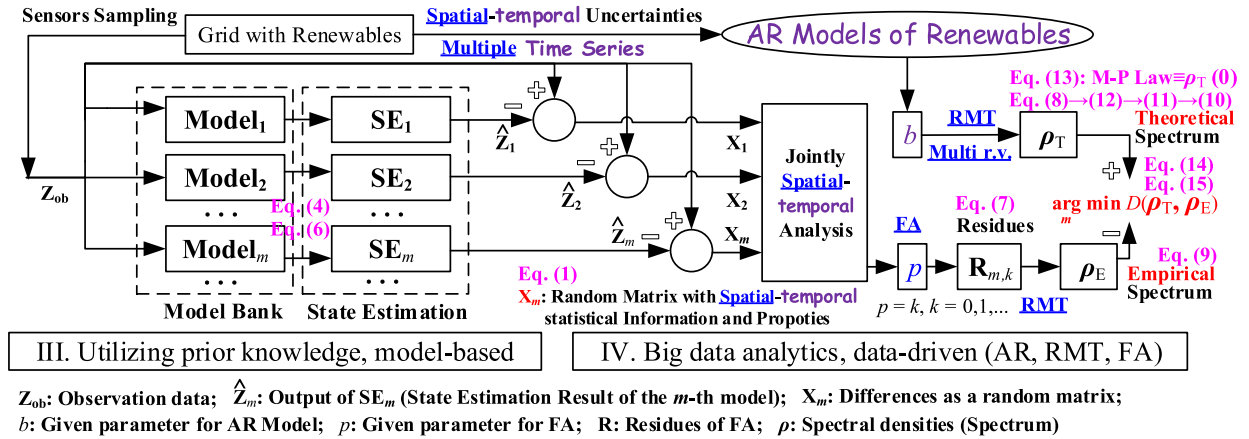 Sensors Sampling
Spatial-temporal Uncertainties
Grid with Renewables
Multiple Time Series
AR Models of Renewables
Eq. (13): M-P Law≡ρT (0)
Eq. (8)→(12)→(11)→(10)
Model1
SE1
Ẑ1
X1
b
RMT
Multi r.v.
ρT
Theoretical
Spectrum
Zob
Model2
SE2
Ẑ2
X2
Jointly
Spatial-
temporal
Analysis
Eq. (14)
Eq. (15)
arg min D(ρT, ρE)
m
. . .
Eq. (4)
Eq. (6)
. . .
. . .
Modelm
SEm
Ẑm
Xm
FA
p
Eq. (7)
Residues
Rm,k
ρE
Eq. (9)
Empirical
Spectrum
. . .
. . .
p = k, k = 0,1,...
RMT
Model Bank
State Estimation
Eq. (1)
Xm: Random Matrix with Spatial-temporal
statistical Information and Propoties
III. Utilizing prior knowledge, model-based
IV. Big data analytics, data-driven (AR, RMT, FA)
Zob: Observation data; Ẑm: Output of SEm (State Estimation Result of the m-th model); Xm: Differences as a random matrix;
b: Given parameter for AR Model; p: Given parameter for FA; R: Residues of FA; ρ: Spectral densities (Spectrum)